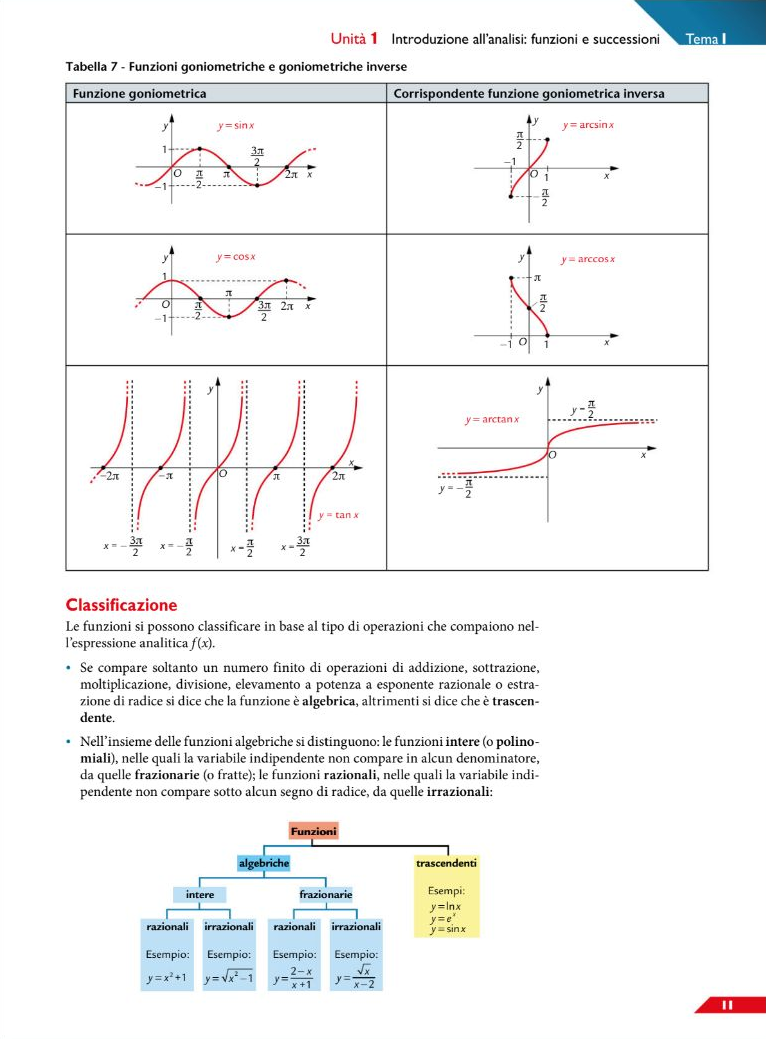 Unità 1 Introduzione all'analisi: funzioni e successioni Tema I
Tabella 7 - Funzioni goniometriche e goniometriche inverse
Funzione goniometrica Corrispondente funzione goniometrica inversa
y y = sin x
1 3π/2
O π/2 π 2π x
−1
y y = arcsin x
π/2
−1
O 1 x
−π/2
y y = cos x
1
π
O π/2 3π/2 2π x
−1
y y = arccos x
π
π/2
−1 O 1 x
y
x
−2π −π O π 2π
y = tan x
x = −3π/2 x = −π/2 x = π/2 x = 3π/2
y
y = π/2
y = arctan x
O x
y = −π/2
Classificazione
Le funzioni si possono classificare in base al tipo di operazioni che compaiono nel-
l'espressione analitica f(x).
• Se compare soltanto un numero finito di operazioni di addizione, sottrazione,
moltiplicazione, divisione, elevamento a potenza a esponente razionale o estra-
zione di radice si dice che la funzione è algebrica, altrimenti si dice che è trascen-
dente.
• Nell'insieme delle funzioni algebriche si distinguono: le funzioni intere (o polino-
miali), nelle quali la variabile indipendente non compare in alcun denominatore,
da quelle frazionarie (o fratte); le funzioni razionali, nelle quali la variabile indi-
pendente non compare sotto alcun segno di radice, da quelle irrazionali:
Funzioni
algebriche trascendenti
intere frazionarie
Esempi:
y = ln x
y = eˣ
y = sin x
razionali irrazionali razionali irrazionali
Esempio: Esempio: Esempio: Esempio:
y = x² + 1 y = √(x² − 1) y = (2 − x)/(x + 1) y = √x/(x − 2)
11